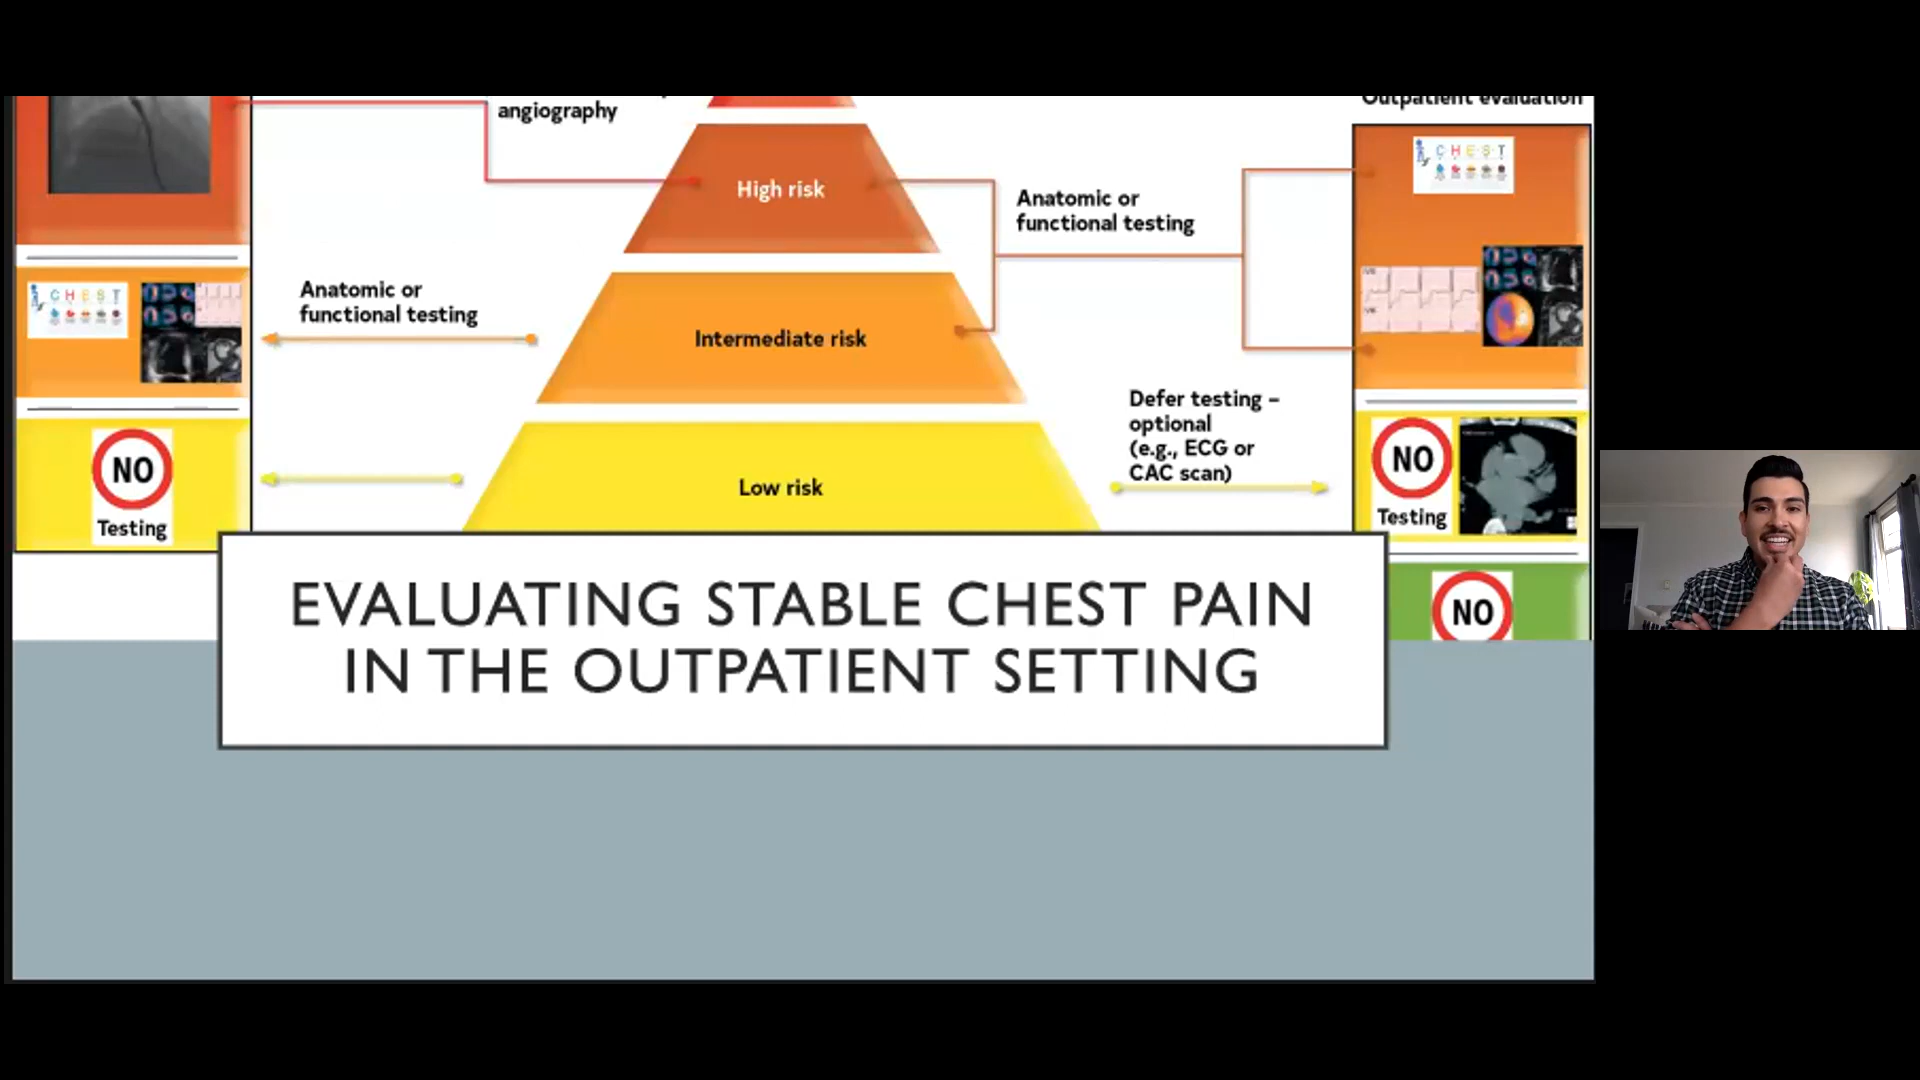 angiography
Outpatient evaluation
High risk
C H E S T
Anatomic or
functional testing
Anatomic or
functional testing
C H E S T
Intermediate risk
Defer testing –
optional
(e.g., ECG or
CAC scan)
NO
Testing
Low risk
NO
Testing
NO
EVALUATING STABLE CHEST PAIN
IN THE OUTPATIENT SETTING